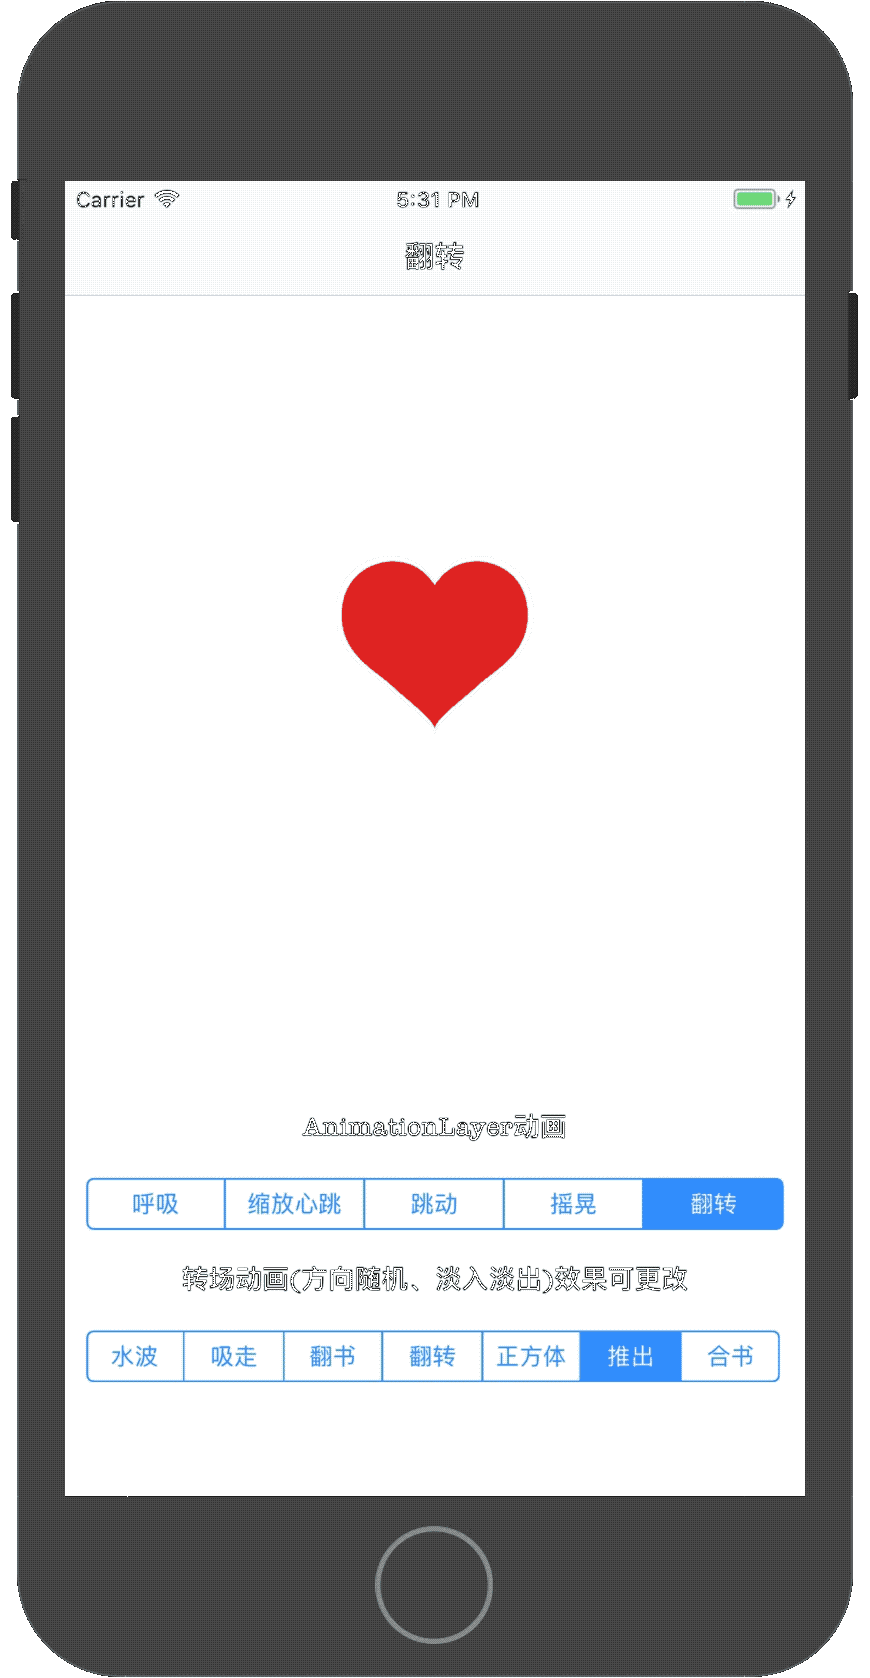 Carrier 5:31 PM
翻转
AnimationLayer动画
呼吸 缩放心跳 跳动 摇晃 翻转
转场动画(方向随机、淡入淡出)效果可更改
水波 吸走 翻书 翻转 正方体 推出 合书